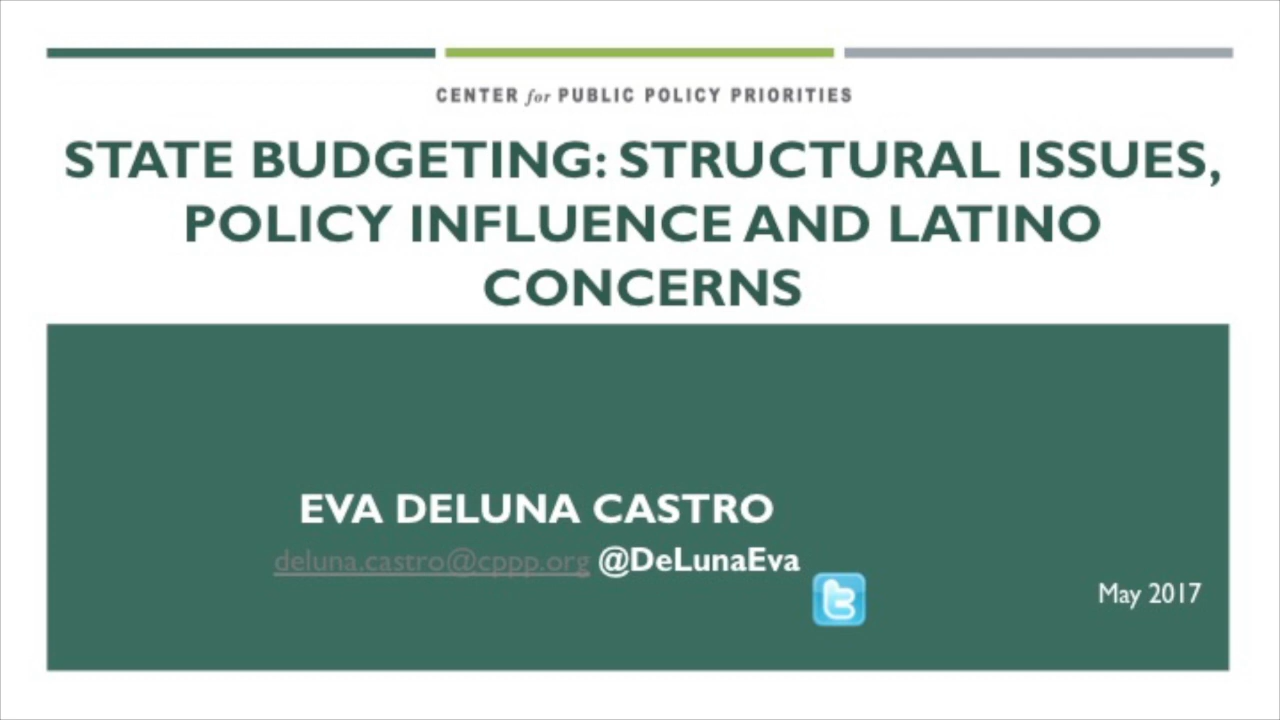 CENTER for PUBLIC POLICY PRIORITIES
STATE BUDGETING: STRUCTURAL ISSUES,
POLICY INFLUENCE AND LATINO
CONCERNS
EVA DELUNA CASTRO
deluna.castro@cppp.org @DeLunaEva
May 2017